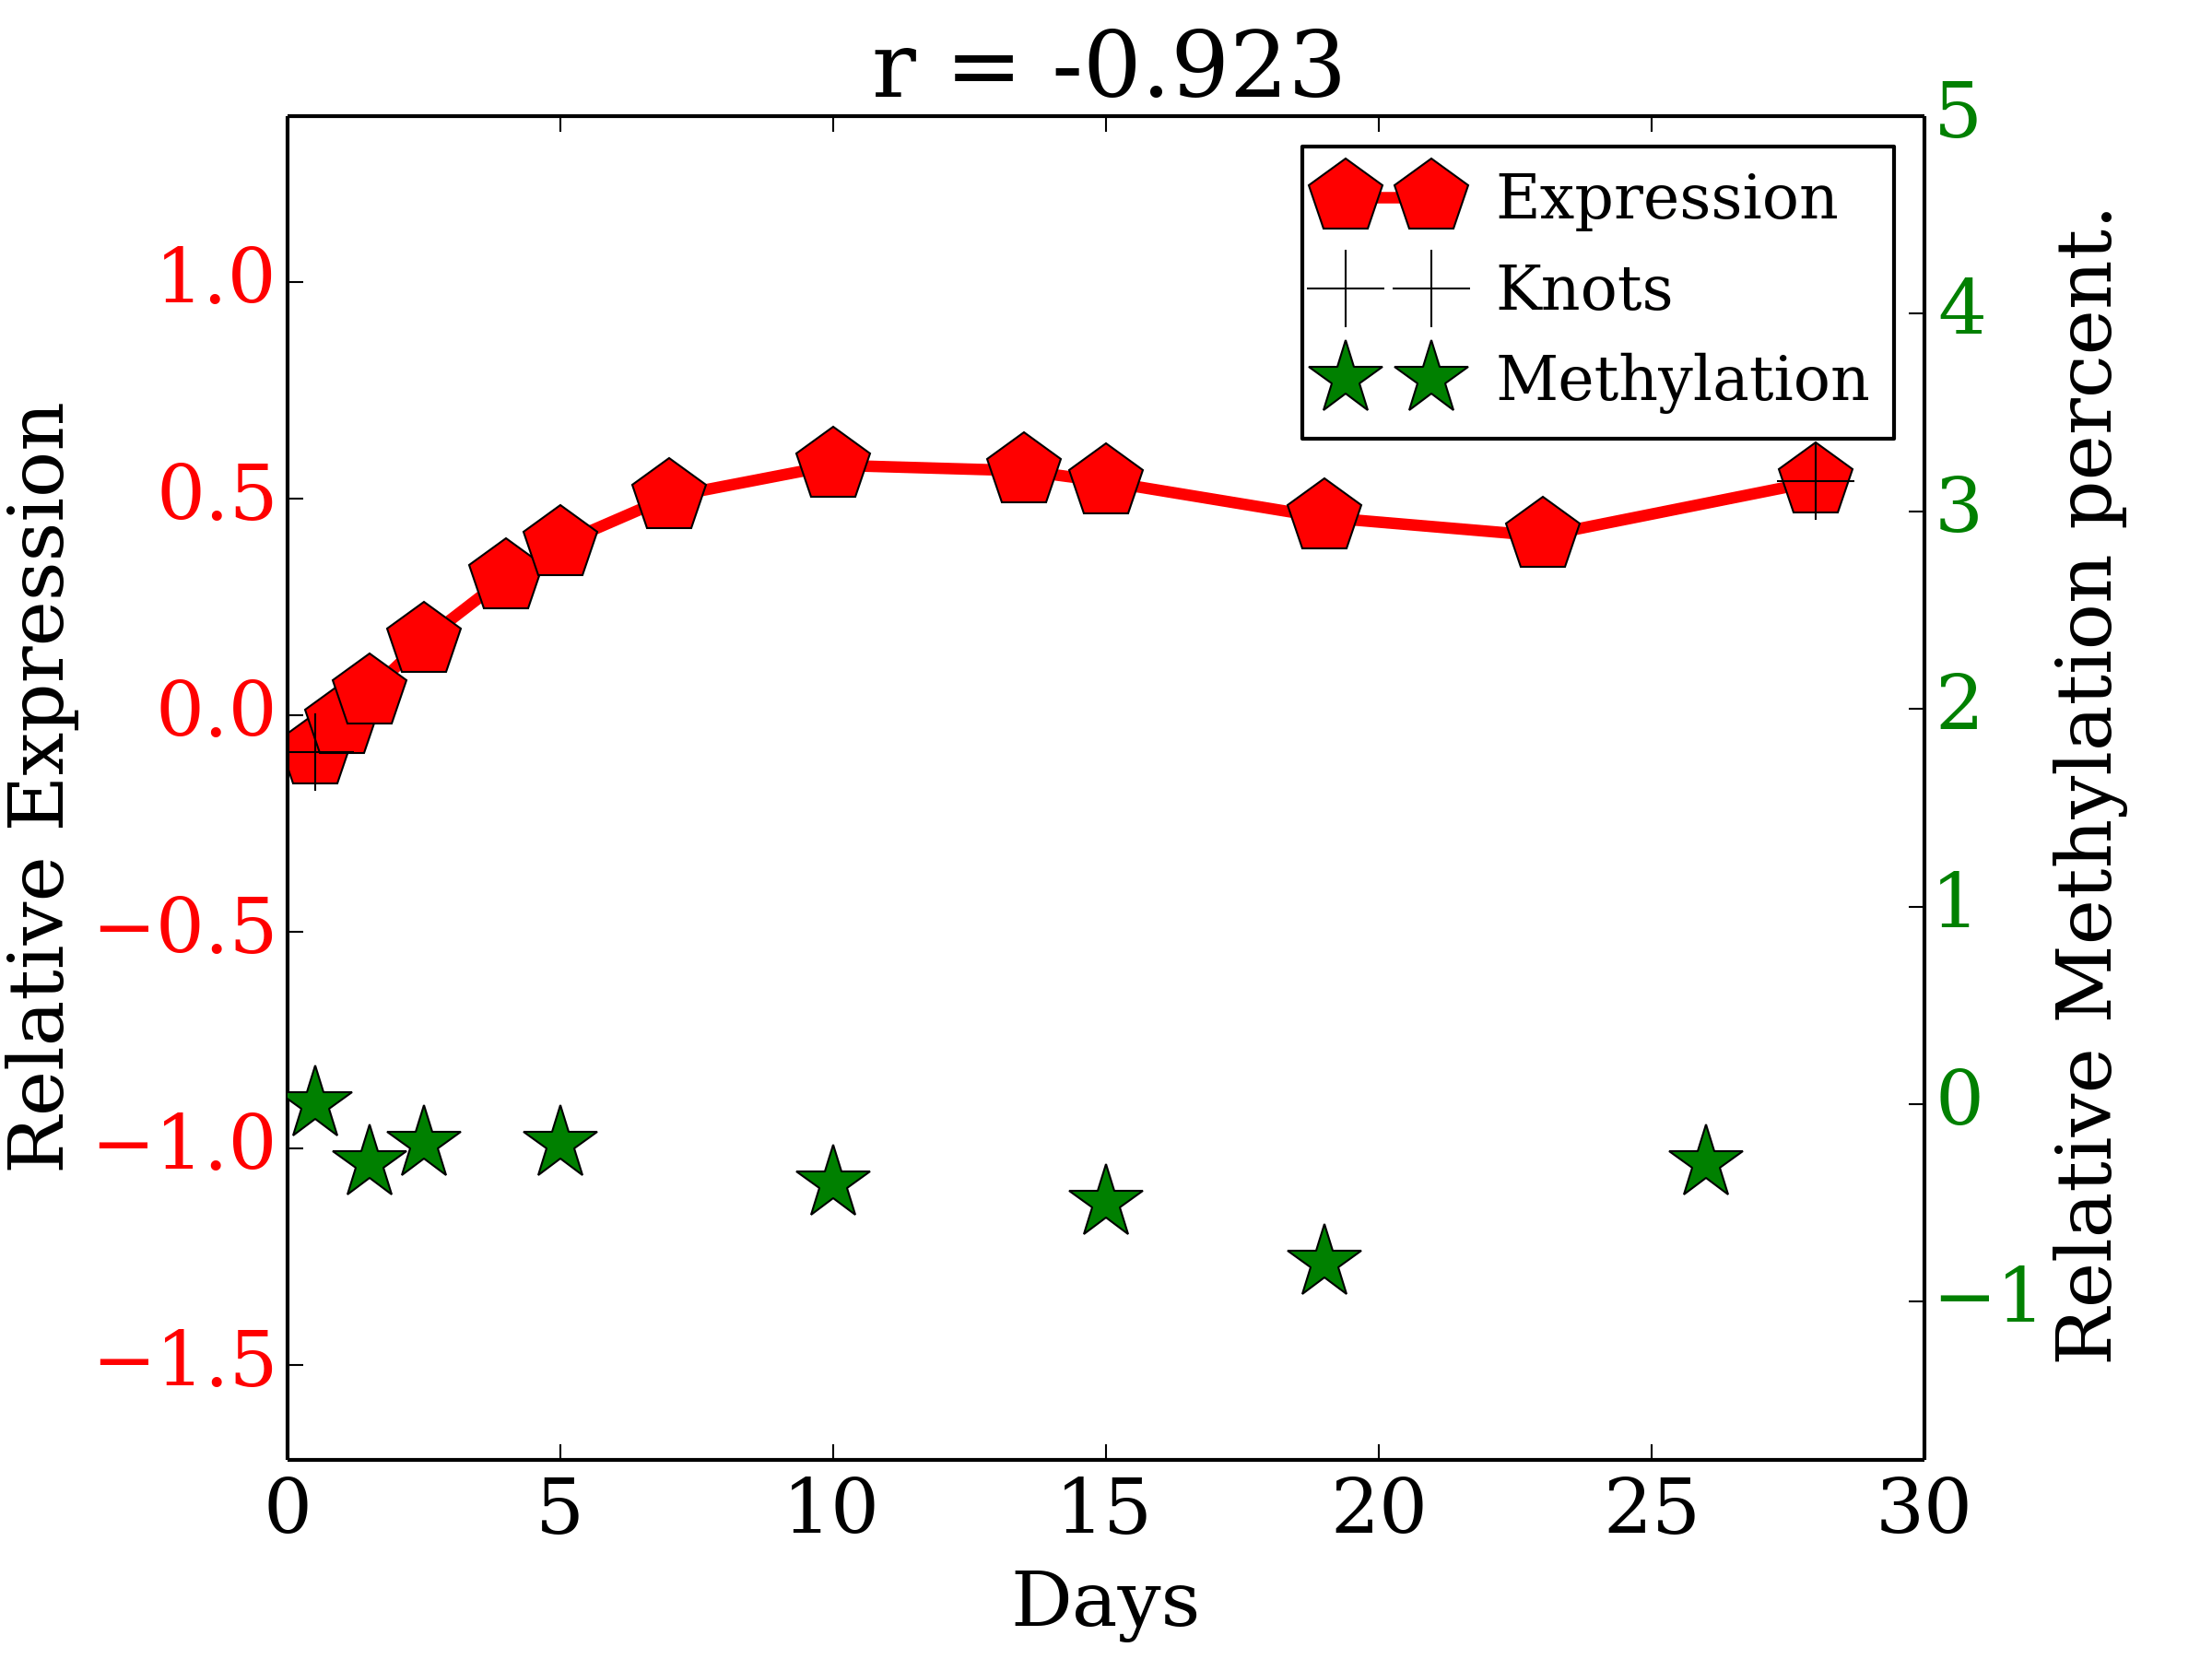 r = -0.923
Expression
Knots
Methylation
Relative Expression
1.0
0.5
0.0
−0.5
−1.0
−1.5
5
4
3
2
1
0
−1
Relative Methylation percent.
0 5 10 15 20 25 30
Days